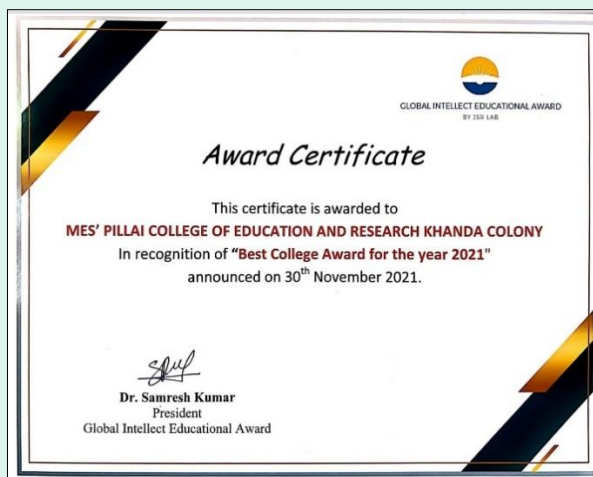 GLOBAL INTELLECT EDUCATIONAL AWARD
BY JSR LAB
Award Certificate
This certificate is awarded to
MES' PILLAI COLLEGE OF EDUCATION AND RESEARCH KHANDA COLONY
In recognition of “Best College Award for the year 2021"
announced on 30th November 2021.
Dr. Samresh Kumar
President
Global Intellect Educational Award